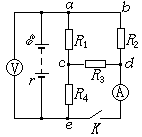 a b
ℰ R₁ R₂
V c d
r R₃
R₄ A
e K